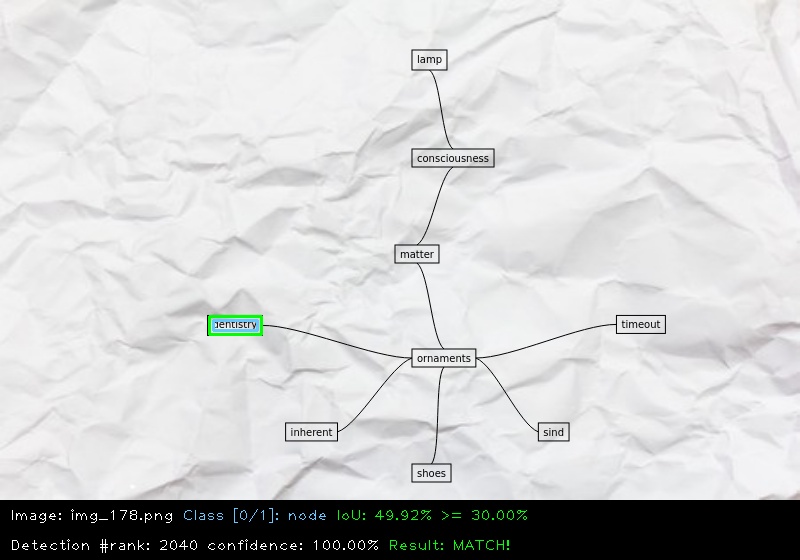 lamp
consciousness
matter
dentistry
timeout
ornaments
inherent
sind
shoes
Image: img_178.png Class [0/1]: node IoU: 49.92% >= 30.00%
Detection #rank: 2040 confidence: 100.00% Result: MATCH!